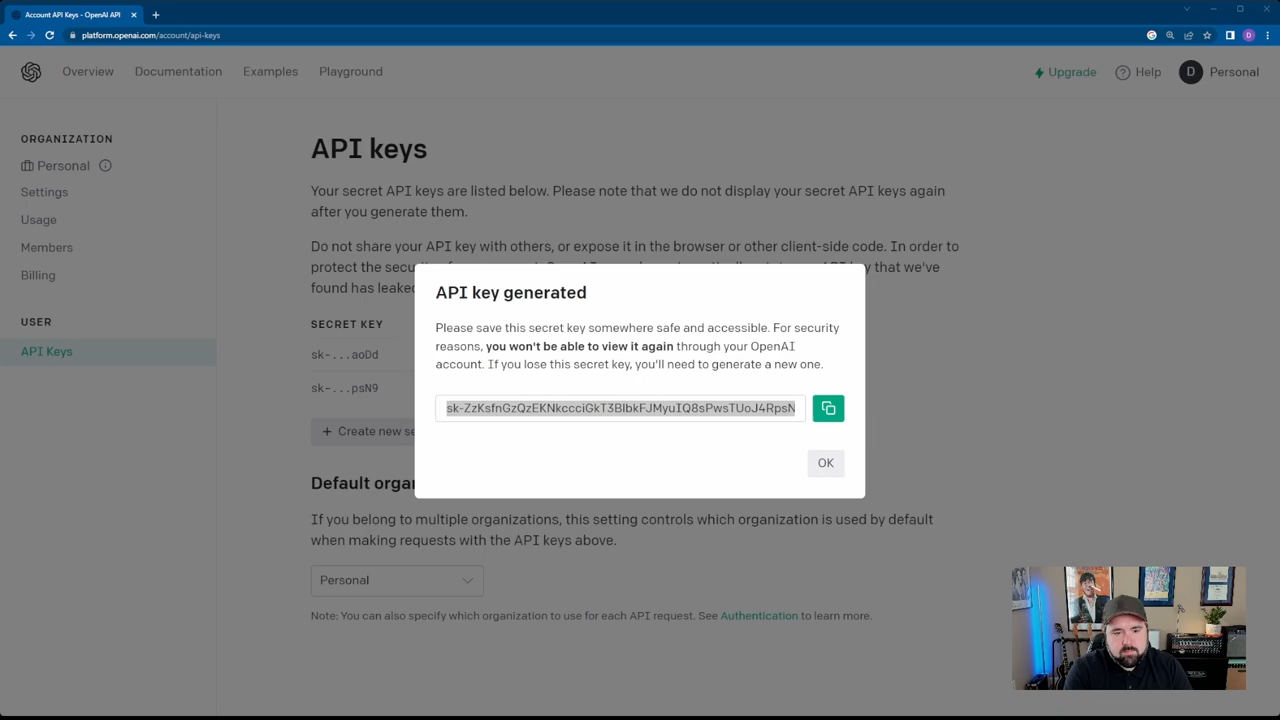 Account API Keys - OpenAI API
platform.openai.com/account/api-keys
D
Overview
Documentation
Examples
Playground
Upgrade
Help
D
Personal
ORGANIZATION
Personal
Settings
Usage
Members
Billing
USER
API Keys
API keys
Your secret API keys are listed below. Please note that we do not display your secret API keys again
after you generate them.
Do not share your API key with others, or expose it in the browser or other client-side code. In order to
protect the
that we've
found has
SECRET KEY
sk-...aoDd
sk-...psN9
+ Create new
API key generated
Please save this secret key somewhere safe and accessible. For security
reasons, you won't be able to view it again through your OpenAI
account. If you lose this secret key, you'll need to generate a new one.
OK
Default
If you belong to multiple organizations, this setting controls which organization is used by default
when making requests with the API keys above.
Personal
Note: You can also specify which organization to use for each API request. See Authentication to learn more.